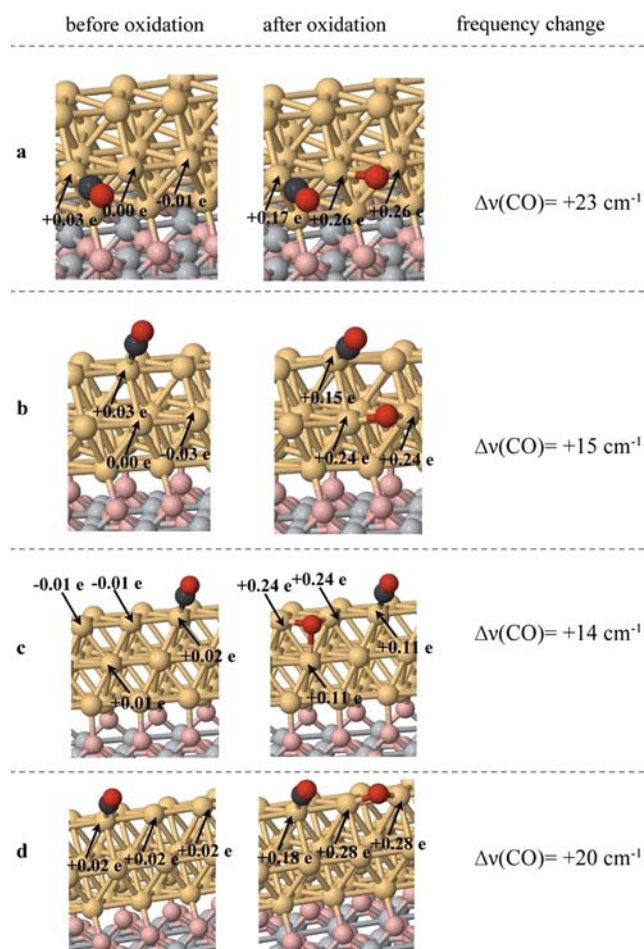 before oxidation after oxidation frequency change
a
+0.03 e 0.00 e -0.01 e
+0.17 e +0.26 e +0.26 e
Δν(CO)= +23 cm⁻¹
b
+0.03 e
0.00 e -0.03 e
+0.15 e
+0.24 e +0.24 e
Δν(CO)= +15 cm⁻¹
c
-0.01 e -0.01 e
+0.02 e
+0.01 e
+0.24 e +0.24 e
+0.11 e
+0.11 e
Δν(CO)= +14 cm⁻¹
d
+0.02 e +0.02 e +0.02 e
+0.18 e +0.28 e +0.28 e
Δν(CO)= +20 cm⁻¹